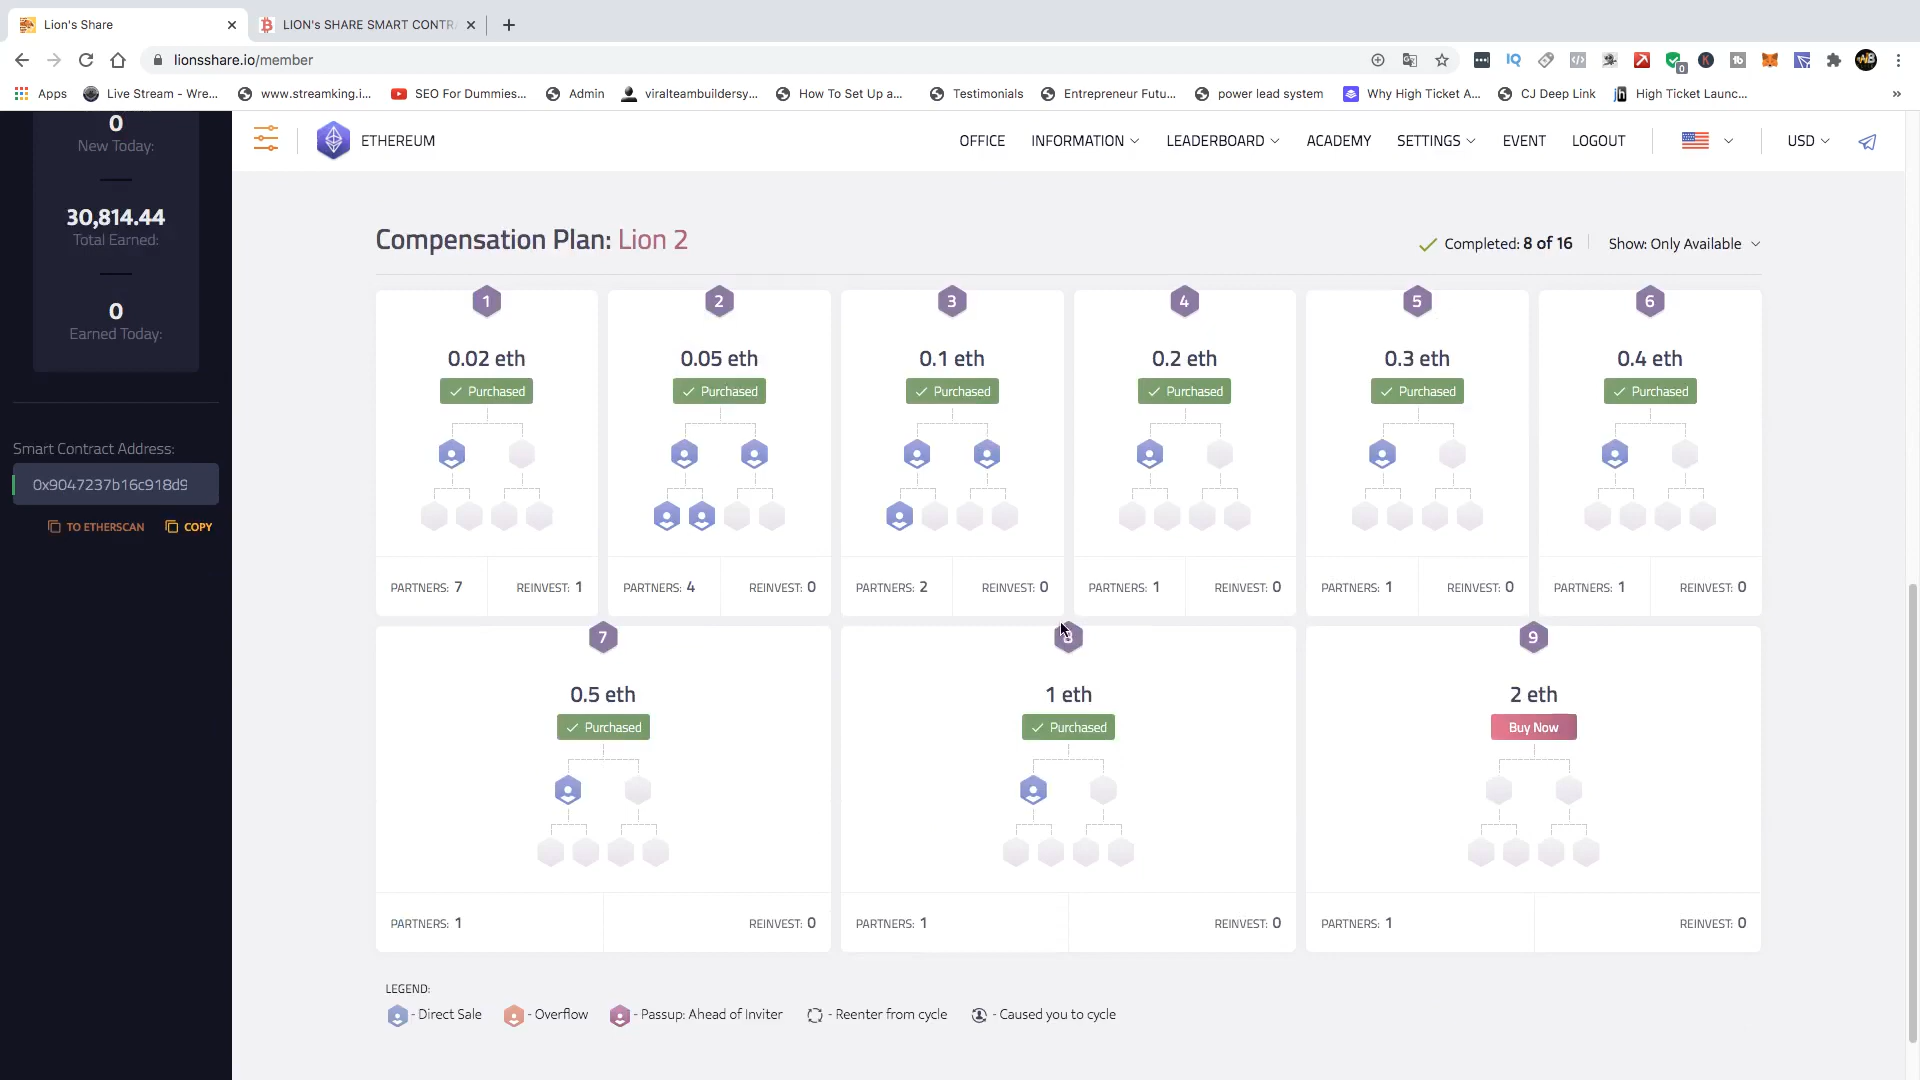 Lion's Share
LION's SHARE SMART CONTR
lionsshare.io/member
Apps
Live Stream - Wre...
www.streamking.i...
SEO For Dummies...
Admin
viralteambuildersy...
How To Set Up a...
Testimonials
Entrepreneur Futu...
power lead system
Why High Ticket A...
CJ Deep Link
High Ticket Launc...
ETHEREUM
OFFICE
INFORMATION
LEADERBOARD
ACADEMY
SETTINGS
EVENT
LOGOUT
USD
0
New Today:
30,814.44
Total Earned:
0
Earned Today:
Smart Contract Address:
0x9047237b16c918d9
TO ETHERSCAN
COPY
Compensation Plan: Lion 2
Completed: 8 of 16
Show: Only Available
1
0.02 eth
Purchased
PARTNERS: 7
REINVEST: 1
2
0.05 eth
Purchased
PARTNERS: 4
REINVEST: 0
3
0.1 eth
Purchased
PARTNERS: 2
REINVEST: 0
4
0.2 eth
Purchased
PARTNERS: 1
REINVEST: 0
5
0.3 eth
Purchased
PARTNERS: 1
REINVEST: 0
6
0.4 eth
Purchased
PARTNERS: 1
REINVEST: 0
7
0.5 eth
Purchased
PARTNERS: 1
REINVEST: 0
8
1 eth
Purchased
PARTNERS: 1
REINVEST: 0
9
2 eth
Buy Now
PARTNERS: 1
REINVEST: 0
LEGEND:
- Direct Sale
- Overflow
- Passup: Ahead of Inviter
- Reenter from cycle
- Caused you to cycle